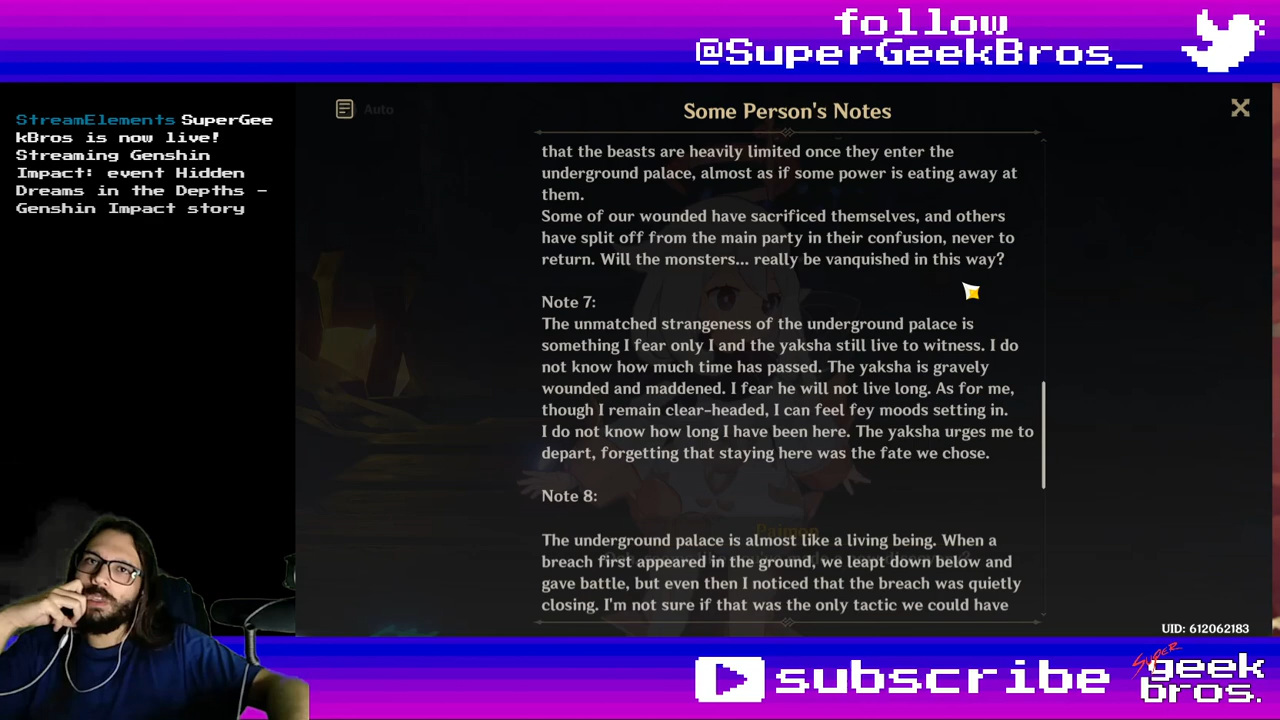 follow
@SuperGeekBros_
StreamElements SuperGee
kBros is now live!
Streaming Genshin
Impact: event Hidden
Dreams in the Depths -
Genshin Impact story
Auto
Some Person's Notes
that the beasts are heavily limited once they enter the
underground palace, almost as if some power is eating away at
them.
Some of our wounded have sacrificed themselves, and others
have split off from the main party in their confusion, never to
return. Will the monsters... really be vanquished in this way?
Note 7:
The unmatched strangeness of the underground palace is
something I fear only I and the yaksha still live to witness. I do
not know how much time has passed. The yaksha is gravely
wounded and maddened. I fear he will not live long. As for me,
though I remain clear-headed, I can feel fey moods setting in.
I do not know how long I have been here. The yaksha urges me to
depart, forgetting that staying here was the fate we chose.
Note 8:
Paimon
The underground palace is almost like a living being. When a
breach first appeared in the ground, we leapt down below and
gave battle, but even then I noticed that the breach was quietly
closing. I'm not sure if that was the only tactic we could have
UID: 612062183
subscribe
SUPER
geek
bros.